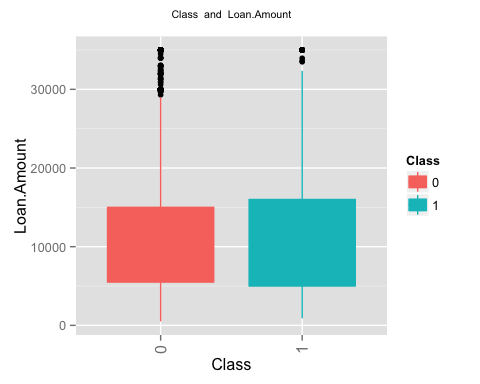 Class and Loan.Amount
Loan.Amount
30000
20000
10000
0
0
1
Class
Class
0
1